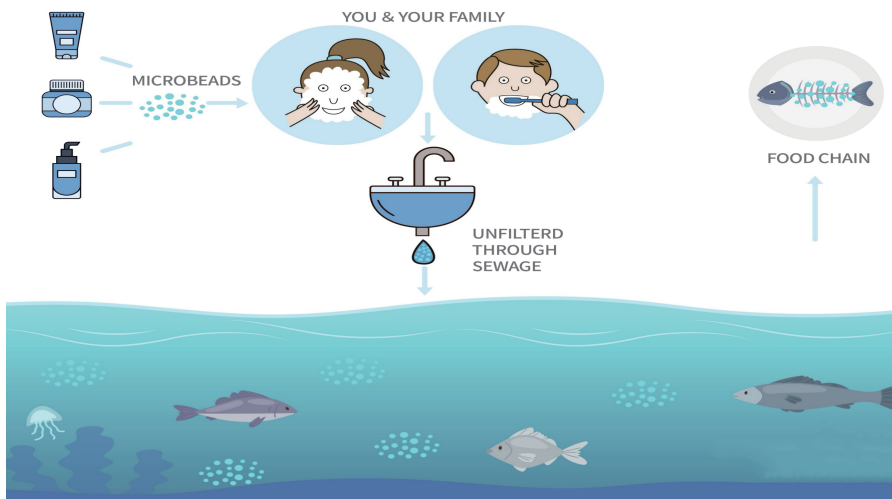 YOU & YOUR FAMILY
MICROBEADS
FOOD CHAIN
UNFILTERD
THROUGH
SEWAGE